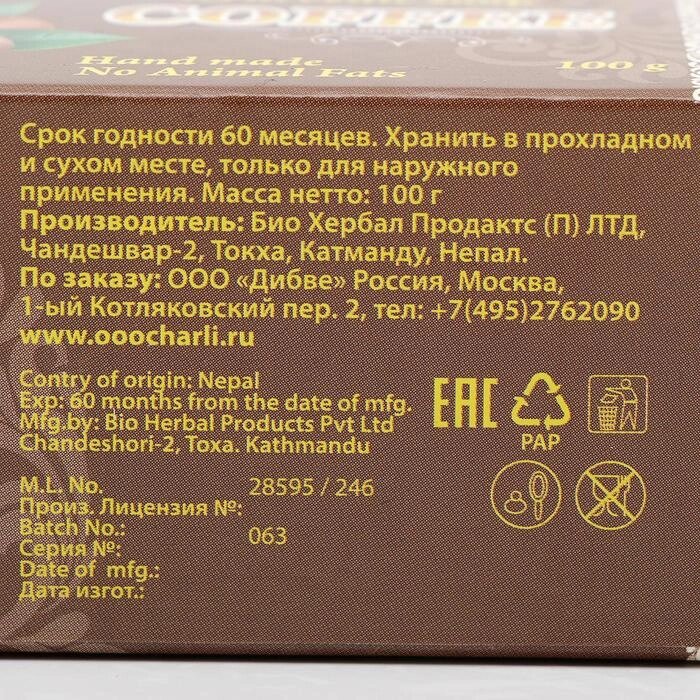 COFFEE
Hand made
No Animal Fats
100 g
Срок годности 60 месяцев. Хранить в прохладном
и сухом месте, только для наружного
применения. Масса нетто: 100 г
Производитель: Био Хербал Продактс (П) ЛТД,
Чандешвар-2, Токха, Катманду, Непал.
По заказу: ООО «Дибве» Россия, Москва,
1-ый Котляковский пер. 2, тел: +7(495)2762090
www.ooocharli.ru
Contry of origin: Nepal
Exp: 60 months from the date of mfg.
Mfg.by: Bio Herbal Products Pvt Ltd
Chandeshori-2, Toxa. Kathmandu
EAC
PAP
M.L. No. 28595 / 246
Произ. Лицензия №:
Batch No.: 063
Серия №:
Date of mfg.:
Дата изгот.: